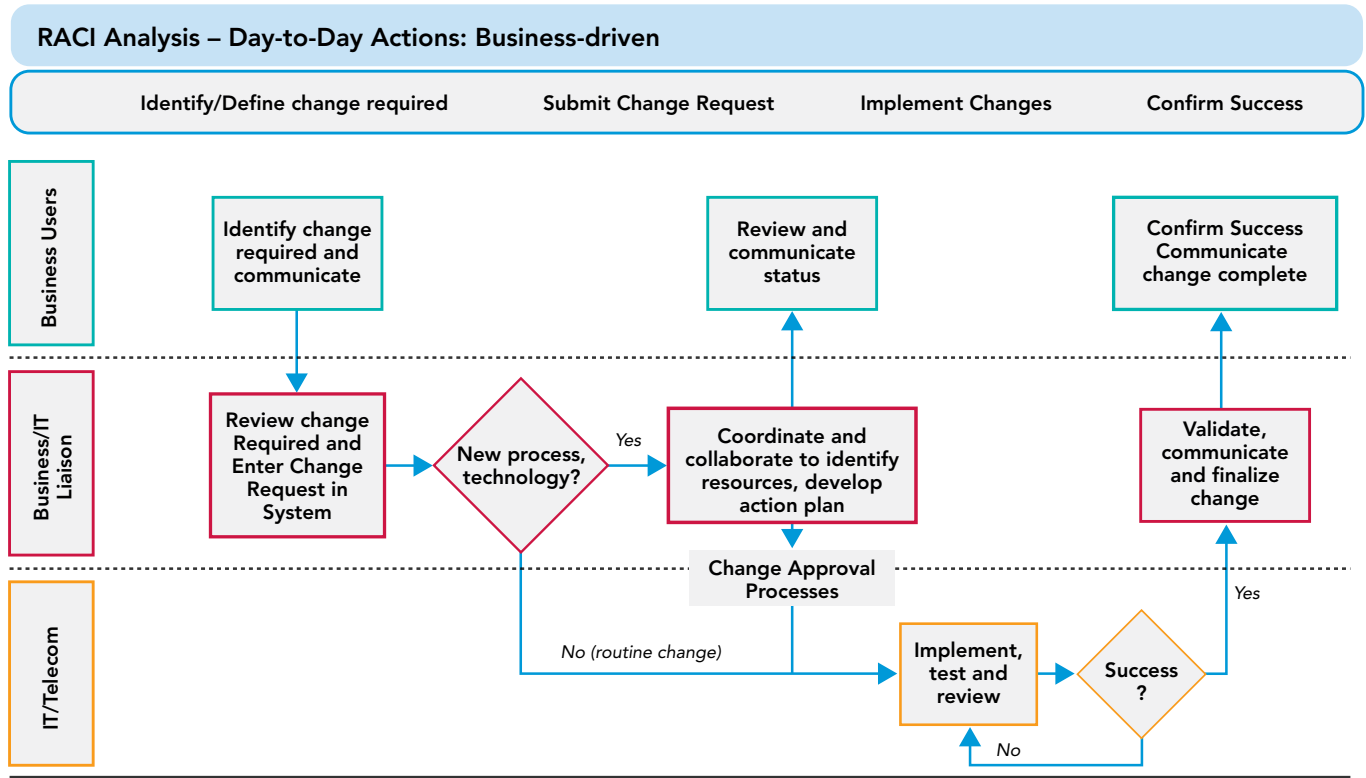 RACI Analysis – Day-to-Day Actions: Business-driven
Identify/Define change required
Submit Change Request
Implement Changes
Confirm Success
Business Users
Identify change
required and
communicate
Review and
communicate
status
Confirm Success
Communicate
change complete
Business/IT
Liaison
Review change
Required and
Enter Change
Request in
System
New process,
technology?
Yes
Coordinate and
collaborate to identify
resources, develop
action plan
Validate,
communicate
and finalize
change
Change Approval
Processes
IT/Telecom
No (routine change)
Implement,
test and
review
Success
?
Yes
No